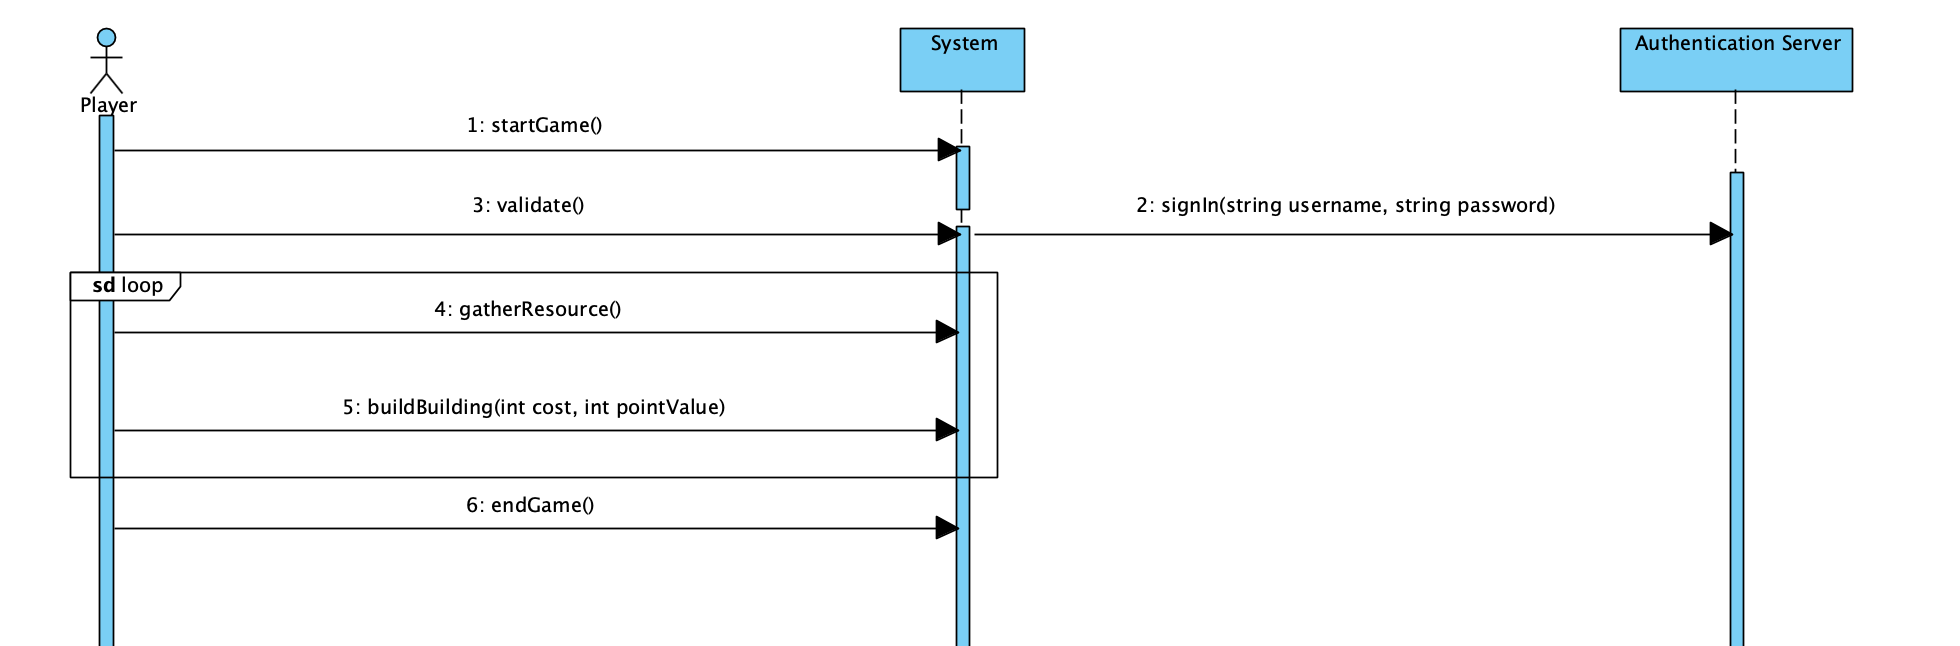 System
Authentication Server
Player
1: startGame()
3: validate()
2: signIn(string username, string password)
sd loop
4: gatherResource()
5: buildBuilding(int cost, int pointValue)
6: endGame()